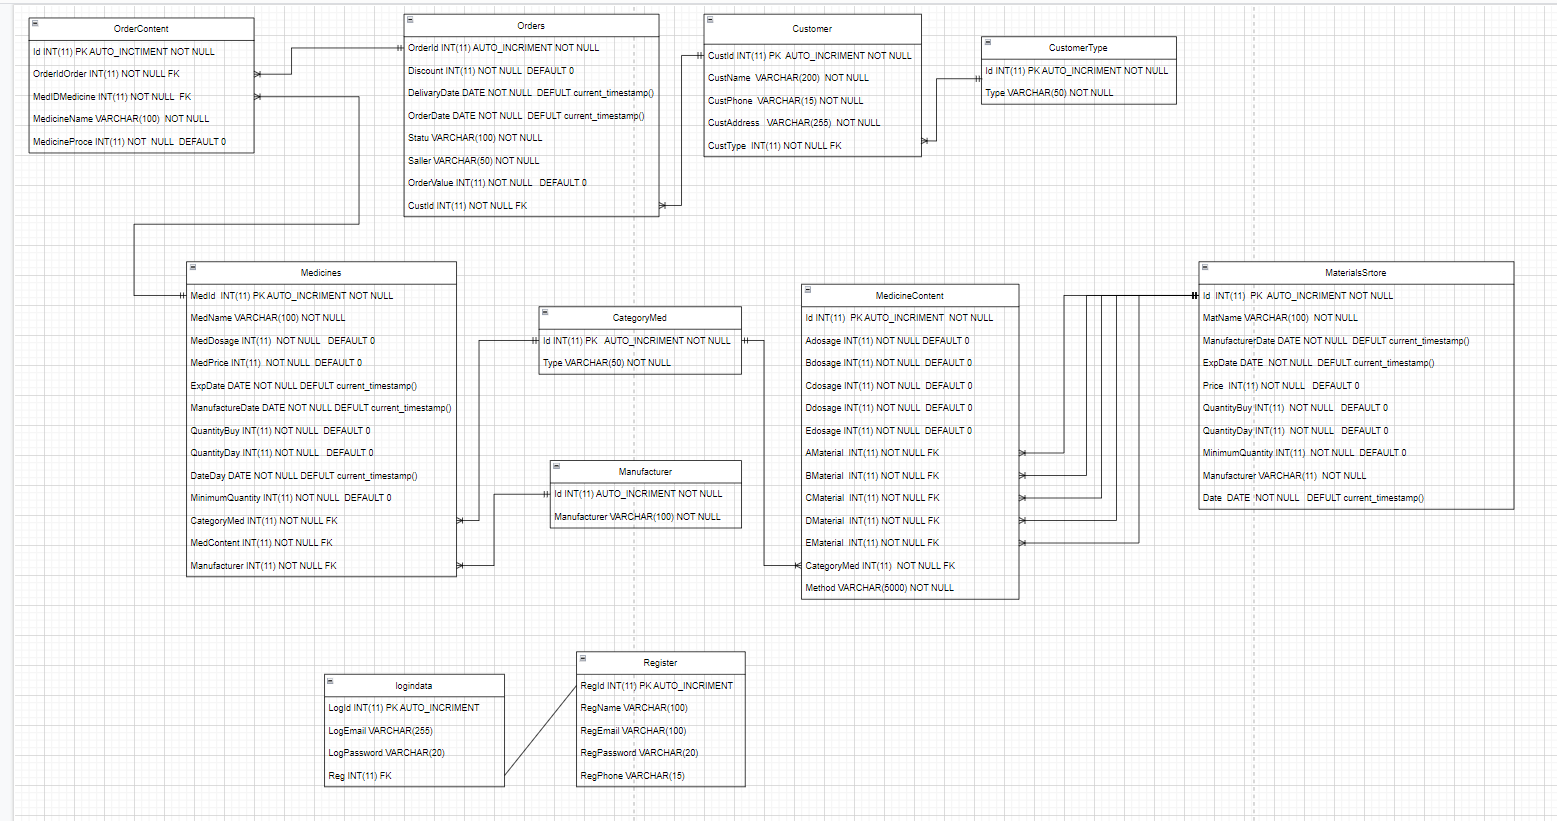 OrderContent
Id INT(11) PK AUTO_INCTIMENT NOT NULL
OrderIdOrder INT(11) NOT NULL FK
MedIDMedicine INT(11) NOT NULL FK
MedicineName VARCHAR(100) NOT NULL
MedicineProce INT(11) NOT NULL DEFAULT 0
Orders
OrderId INT(11) AUTO_INCRIMENT NOT NULL
Discount INT(11) NOT NULL DEFAULT 0
DelivaryDate DATE NOT NULL DEFULT current_timestamp()
OrderDate DATE NOT NULL DEFULT current_timestamp()
Statu VARCHAR(100) NOT NULL
Saller VARCHAR(50) NOT NULL
OrderValue INT(11) NOT NULL DEFAULT 0
CustId INT(11) NOT NULL FK
Customer
CustId INT(11) PK AUTO_INCRIMENT NOT NULL
CustName VARCHAR(200) NOT NULL
CustPhone VARCHAR(15) NOT NULL
CustAddress VARCHAR(255) NOT NULL
CustType INT(11) NOT NULL FK
CustomerType
Id INT(11) PK AUTO_INCRIMENT NOT NULL
Type VARCHAR(50) NOT NULL
Medicines
MedId INT(11) PK AUTO_INCRIMENT NOT NULL
MedName VARCHAR(100) NOT NULL
MedDosage INT(11) NOT NULL DEFAULT 0
MedPrice INT(11) NOT NULL DEFAULT 0
ExpDate DATE NOT NULL DEFULT current_timestamp()
ManufactureDate DATE NOT NULL DEFULT current_timestamp()
QuantityBuy INT(11) NOT NULL DEFAULT 0
QuantityDay INT(11) NOT NULL DEFAULT 0
DateDay DATE NOT NULL DEFULT current_timestamp()
MinimumQuantity INT(11) NOT NULL DEFAULT 0
CategoryMed INT(11) NOT NULL FK
MedContent INT(11) NOT NULL FK
Manufacturer INT(11) NOT NULL FK
CategoryMed
Id INT(11) PK AUTO_INCRIMENT NOT NULL
Type VARCHAR(50) NOT NULL
Manufacturer
Id INT(11) AUTO_INCRIMENT NOT NULL
Manufacturer VARCHAR(100) NOT NULL
MedicineContent
Id INT(11) PK AUTO_INCRIMENT NOT NULL
Adosage INT(11) NOT NULL DEFAULT 0
Bdosage INT(11) NOT NULL DEFAULT 0
Cdosage INT(11) NOT NULL DEFAULT 0
Ddosage INT(11) NOT NULL DEFAULT 0
Edosage INT(11) NOT NULL DEFAULT 0
AMaterial INT(11) NOT NULL FK
BMaterial INT(11) NOT NULL FK
CMaterial INT(11) NOT NULL FK
DMaterial INT(11) NOT NULL FK
EMaterial INT(11) NOT NULL FK
CategoryMed INT(11) NOT NULL FK
Method VARCHAR(5000) NOT NULL
MaterialsSrtore
Id INT(11) PK AUTO_INCRIMENT NOT NULL
MatName VARCHAR(100) NOT NULL
ManufacturerDate DATE NOT NULL DEFULT current_timestamp()
ExpDate DATE NOT NULL DEFULT current_timestamp()
Price INT(11) NOT NULL DEFAULT 0
QuantityBuy INT(11) NOT NULL DEFAULT 0
QuantityDay INT(11) NOT NULL DEFAULT 0
MinimumQuantity INT(11) NOT NULL DEFAULT 0
Manufacturer VARCHAR(11) NOT NULL
Date DATE NOT NULL DEFULT current_timestamp()
logindata
LogId INT(11) PK AUTO_INCRIMENT
LogEmail VARCHAR(255)
LogPassword VARCHAR(20)
Reg INT(11) FK
Register
RegId INT(11) PK AUTO_INCRIMENT
RegName VARCHAR(100)
RegEmail VARCHAR(100)
RegPassword VARCHAR(20)
RegPhone VARCHAR(15)